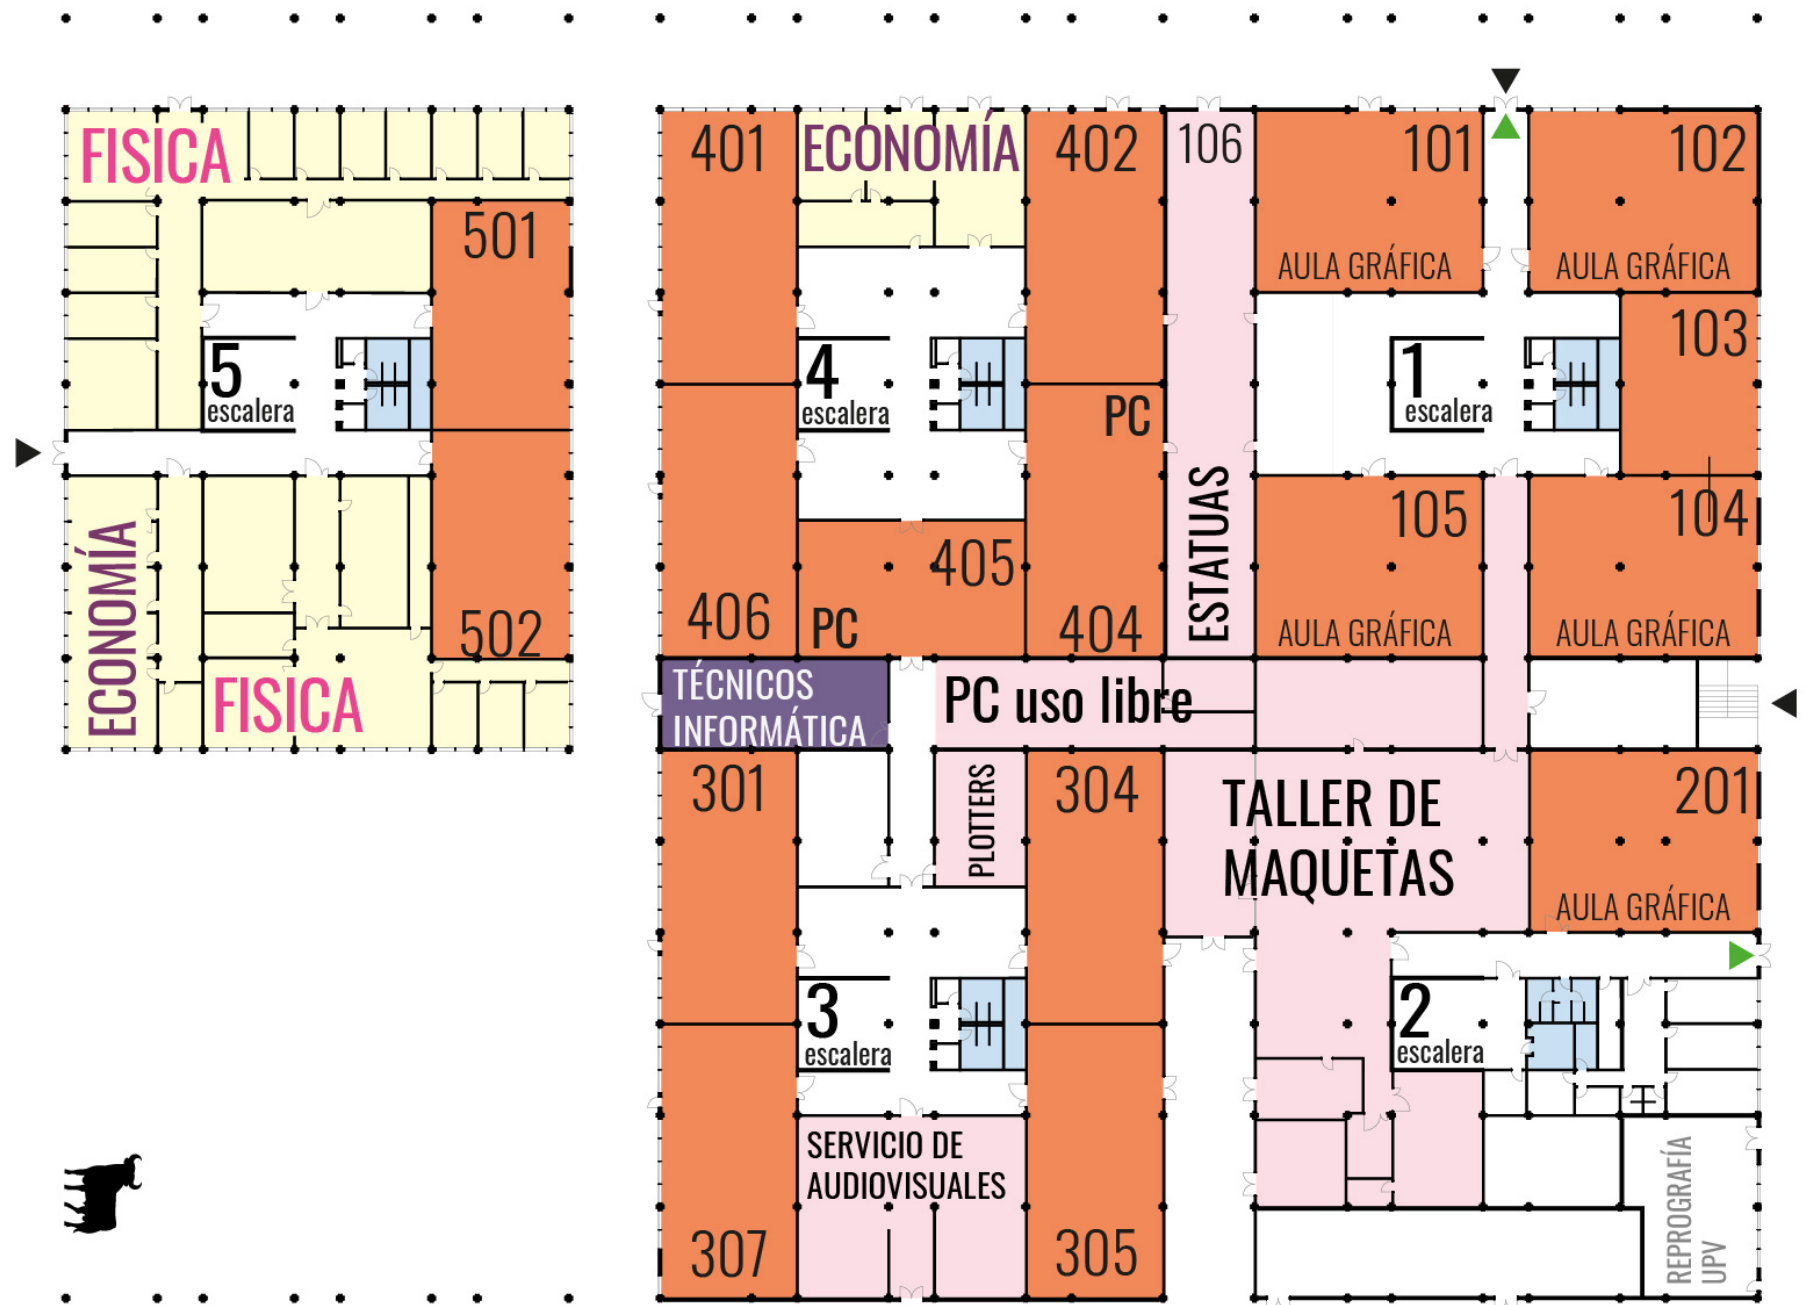 FISICA
501
5
escalera
502
ECONOMÍA
FISICA
401
ECONOMÍA
402
106
101
AULA GRÁFICA
102
AULA GRÁFICA
103
4
escalera
PC
1
escalera
ESTATUAS
105
AULA GRÁFICA
104
AULA GRÁFICA
406
405
PC
404
TÉCNICOS
INFORMÁTICA
PC uso libre
301
PLOTTERS
304
TALLER DE
MAQUETAS
201
AULA GRÁFICA
3
escalera
2
escalera
SERVICIO DE
AUDIOVISUALES
307
305
REPROGRAFÍA
UPV